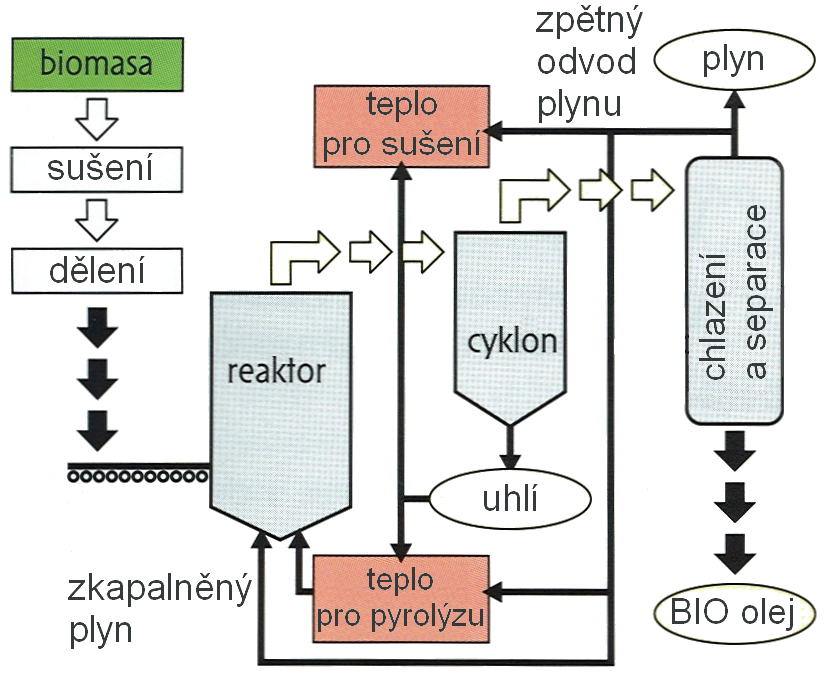 biomasa
sušení
dělení
teplo
pro sušení
zpětný
odvod
plynu
plyn
reaktor
cyklon
chlazení
a separace
uhlí
zkapalněný
plyn
teplo
pro pyrolýzu
BIO olej